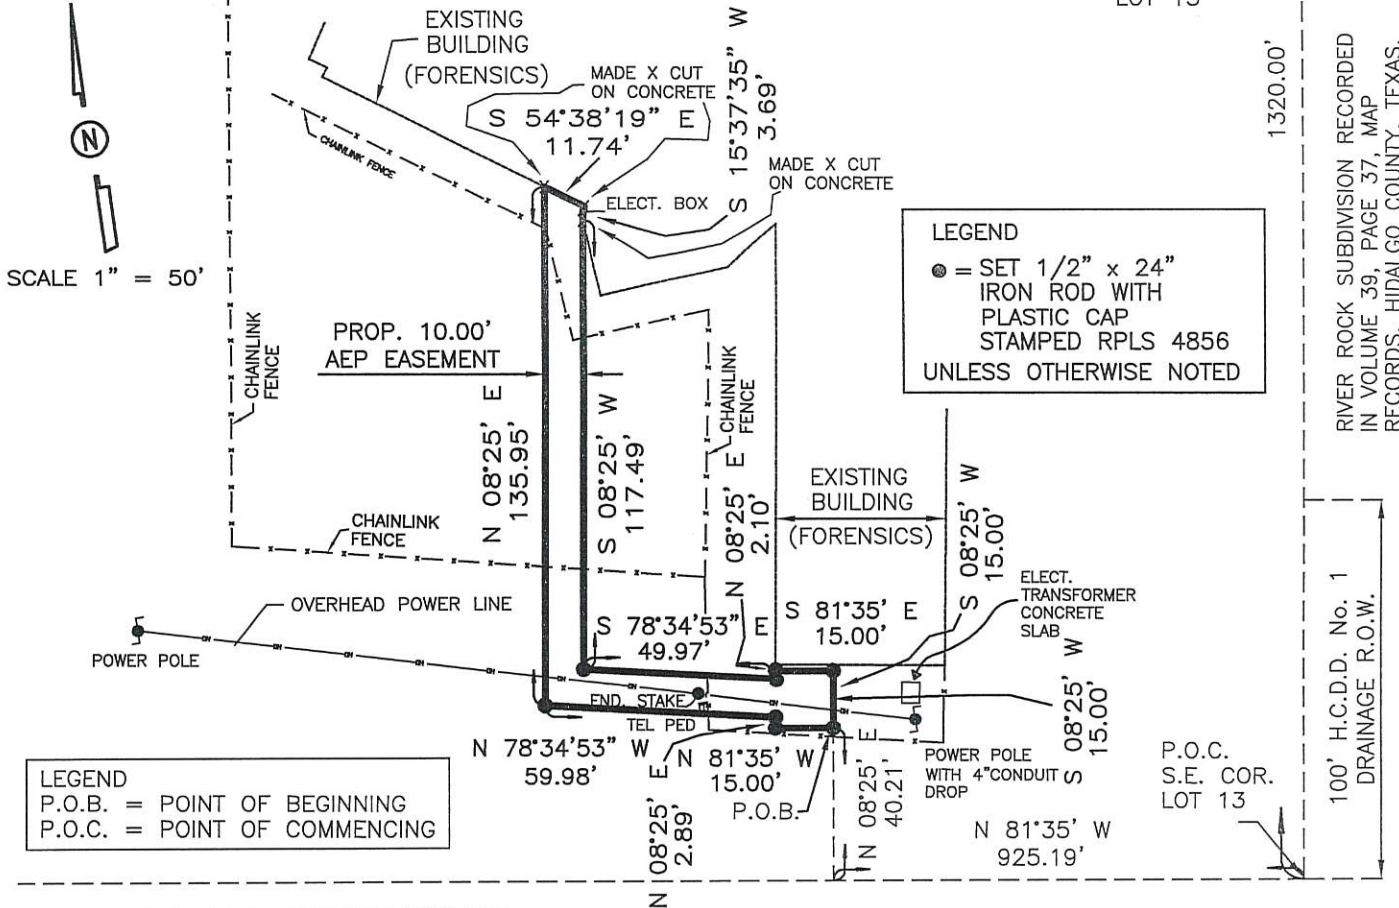 LOT 13
EXISTING
BUILDING
(FORENSICS)
MADE X CUT
ON CONCRETE
S 54°38'19" E
11.74'
S 15°37'35" W
3.69'
MADE X CUT
ON CONCRETE
ELECT. BOX
CHAINLINK FENCE
N
SCALE 1" = 50'
1320.00'
RIVER ROCK SUBDIVISION RECORDED
IN VOLUME 39, PAGE 37, MAP
RECORDS, HIDALGO COUNTY, TEXAS.
LEGEND
= SET 1/2" x 24"
IRON ROD WITH
PLASTIC CAP
STAMPED RPLS 4856
UNLESS OTHERWISE NOTED
PROP. 10.00'
AEP EASEMENT
CHAINLINK
FENCE
CHAINLINK
FENCE
N 08°25' E
135.95'
S 08°25' W
117.49'
N 08°25' E
2.10'
EXISTING
BUILDING
(FORENSICS)
S 08°25' W
15.00'
CHAINLINK
FENCE
OVERHEAD POWER LINE
POWER POLE
S 78°34'53" E
49.97'
S 81°35' E
15.00'
ELECT.
TRANSFORMER
CONCRETE
SLAB
S 08°25' W
15.00'
END. STAKE
TEL PED
N 78°34'53" W
59.98'
N 81°35' W
15.00'
P.O.B.
N 08°25' E
2.89'
N 08°25' E
40.21'
POWER POLE
WITH 4"CONDUIT
DROP
N 81°35' W
925.19'
P.O.C.
S.E. COR.
LOT 13
100' H.C.D.D. No. 1
DRAINAGE R.O.W.
LEGEND
P.O.B. = POINT OF BEGINNING
P.O.C. = POINT OF COMMENCING